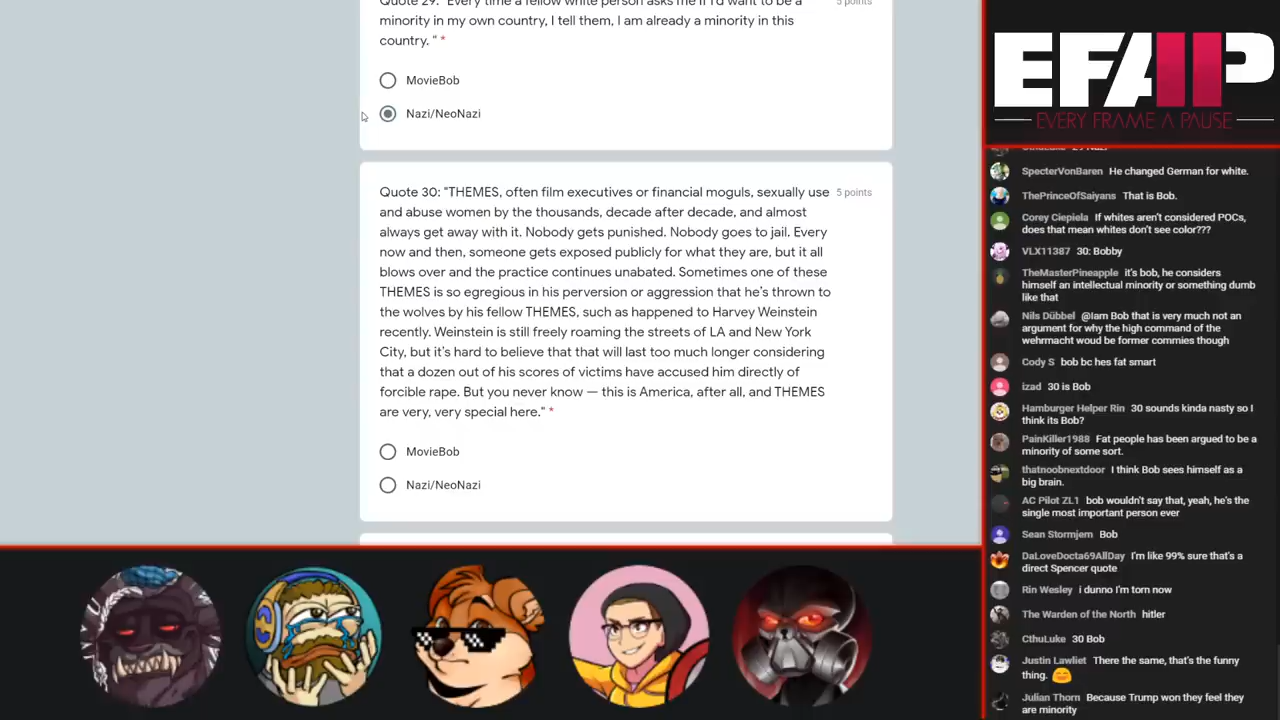 Quote 29: "Every time a fellow white person asks me if I'd want to be a
5 points
minority in my own country, I tell them, I am already a minority in this
country. " *
MovieBob
Nazi/NeoNazi
Quote 30: "THEMES, often film executives or financial moguls, sexually use
5 points
and abuse women by the thousands, decade after decade, and almost
always get away with it. Nobody gets punished. Nobody goes to jail. Every
now and then, someone gets exposed publicly for what they are, but it all
blows over and the practice continues unabated. Sometimes one of these
THEMES is so egregious in his perversion or aggression that he's thrown to
the wolves by his fellow THEMES, such as happened to Harvey Weinstein
recently. Weinstein is still freely roaming the streets of LA and New York
City, but it's hard to believe that that will last too much longer considering
that a dozen out of his scores of victims have accused him directly of
forcible rape. But you never know — this is America, after all, and THEMES
are very, very special here." *
MovieBob
Nazi/NeoNazi
EFAP
EVERY FRAME A PAUSE
SpecterVonBaren He changed German for white.
ThePrinceOfSaiyans That is Bob.
Corey Ciepiela If whites aren't considered POCs,
does that mean whites don't see color???
VLX11387 30: Bobby
TheMasterPineapple it's bob, he considers
himself an intellectual minority or something dumb
like that
Nils Dübbel @Iam Bob that is very much not an
argument for why the high command of the
wehrmacht woud be former commies though
Cody S bob bc hes fat smart
izad 30 is Bob
Hamburger Helper Rin 30 sounds kinda nasty so I
think its Bob?
PainKiller1988 Fat people has been argued to be a
minority of some sort.
thatnoobnextdoor I think Bob sees himself as a
big brain.
AC Pilot ZL1 bob wouldn't say that, yeah, he's the
single most important person ever
Sean Stormjem Bob
DaLoveDocta69AllDay I'm like 99% sure that's a
direct Spencer quote
Rin Wesley i dunno I'm torn now
The Warden of the North hitler
CthuLuke 30 Bob
Justin Lawliet There the same, that's the funny
thing.
Julian Thorn Because Trump won they feel they
are minority